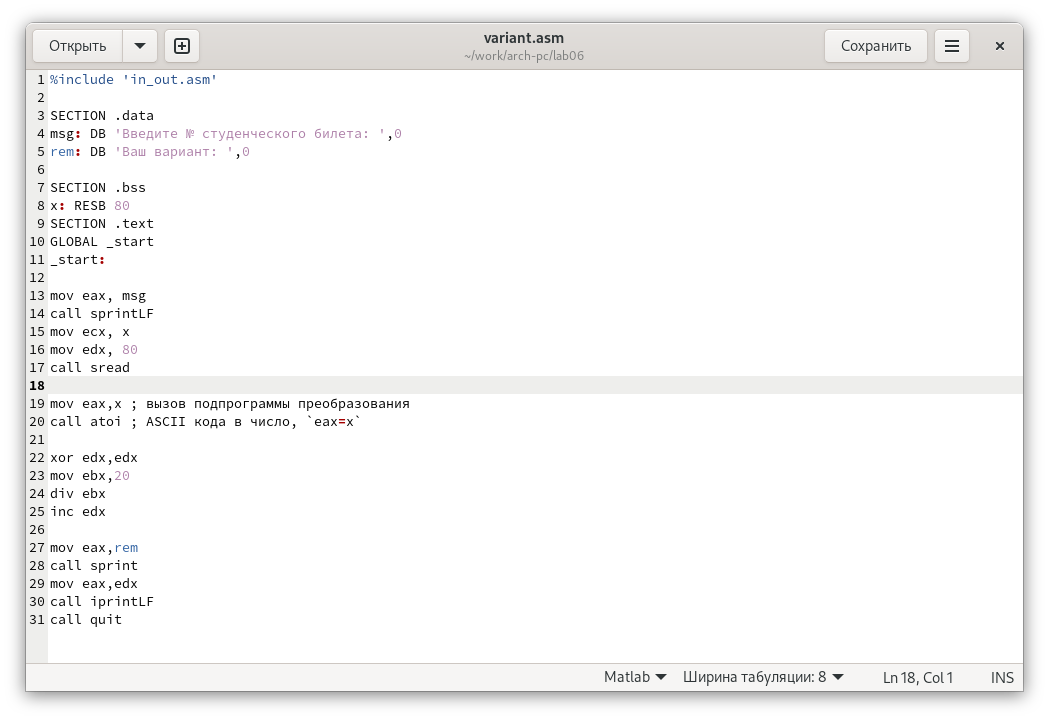 Открыть
variant.asm
~/work/arch-pc/lab06
Сохранить
1 %include 'in_out.asm'
2
3 SECTION .data
4 msg: DB 'Введите № студенческого билета: ',0
5 rem: DB 'Ваш вариант: ',0
6
7 SECTION .bss
8 x: RESB 80
9 SECTION .text
10 GLOBAL _start
11 _start:
12
13 mov eax, msg
14 call sprintLF
15 mov ecx, x
16 mov edx, 80
17 call sread
18
19 mov eax,x ; вызов подпрограммы преобразования
20 call atoi ; ASCII кода в число, `eax=x`
21
22 xor edx,edx
23 mov ebx,20
24 div ebx
25 inc edx
26
27 mov eax,rem
28 call sprint
29 mov eax,edx
30 call iprintLF
31 call quit
Matlab Ширина табуляции: 8 Ln 18, Col 1 INS